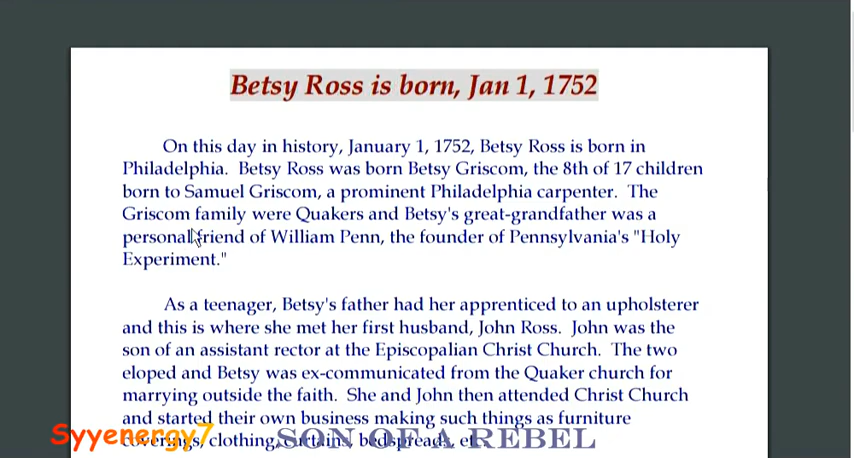 Betsy Ross is born, Jan 1, 1752
On this day in history, January 1, 1752, Betsy Ross is born in
Philadelphia. Betsy Ross was born Betsy Griscom, the 8th of 17 children
born to Samuel Griscom, a prominent Philadelphia carpenter. The
Griscom family were Quakers and Betsy's great-grandfather was a
personal friend of William Penn, the founder of Pennsylvania's "Holy
Experiment."
As a teenager, Betsy's father had her apprenticed to an upholsterer
and this is where she met her first husband, John Ross. John was the
son of an assistant rector at the Episcopalian Christ Church. The two
eloped and Betsy was ex-communicated from the Quaker church for
marrying outside the faith. She and John then attended Christ Church
and started their own business making such things as furniture
coverings, clothing, curtains, bedspreads, etc.
Syyenergy7
SON OF A REBEL